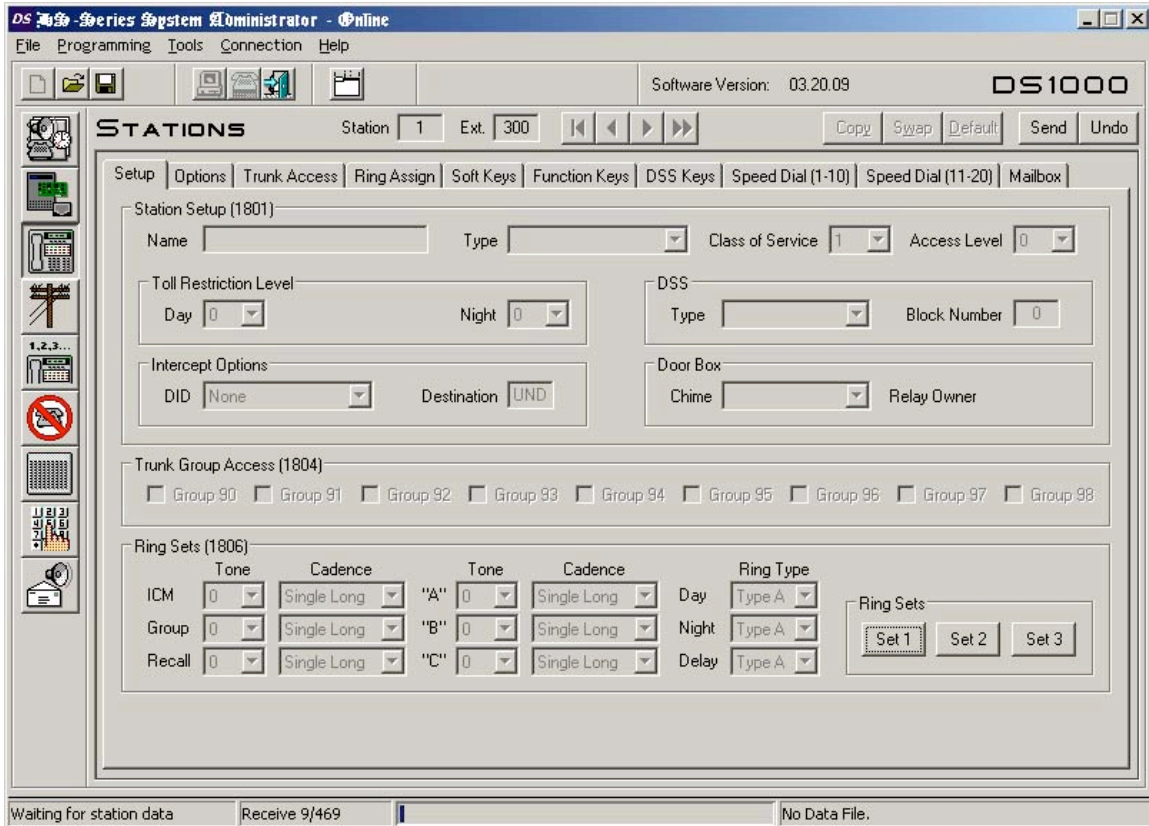 DS DS-Series System Administrator - Online
File Programming Tools Connection Help
Software Version: 03.20.09 DS1000
STATIONS Station 1 Ext. 300 Copy Swap Default Send Undo
Setup Options Trunk Access Ring Assign Soft Keys Function Keys DSS Keys Speed Dial (1-10) Speed Dial (11-20) Mailbox
Station Setup (1801)
Name Type Class of Service 1 Access Level 0
Toll Restriction Level DSS
Day 0 Night 0 Type Block Number 0
1,2,3...
Intercept Options Door Box
DID None Destination UND Chime Relay Owner
Trunk Group Access (1804)
Group 90 Group 91 Group 92 Group 93 Group 94 Group 95 Group 96 Group 97 Group 98
Ring Sets (1806)
Tone Cadence Tone Cadence Ring Type
ICM 0 Single Long "A" 0 Single Long Day Type A Ring Sets
Group 0 Single Long "B" 0 Single Long Night Type A Set 1 Set 2 Set 3
Recall 0 Single Long "C" 0 Single Long Delay Type A
Waiting for station data Receive 9/469 No Data File.